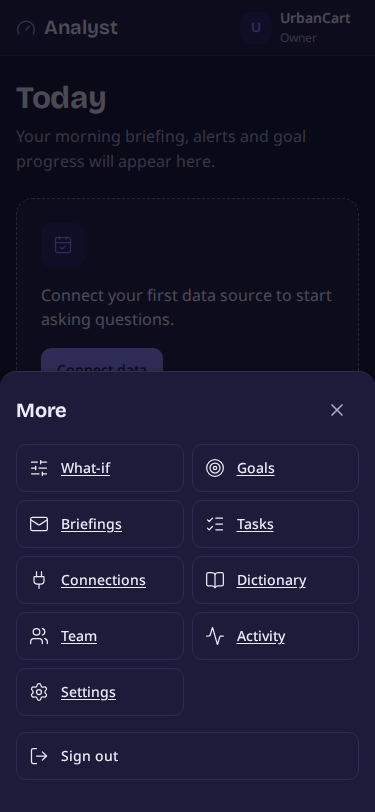 Analyst
U
UrbanCart
Owner
Today
Your morning briefing, alerts and goal
progress will appear here.
Connect your first data source to start
asking questions.
Connect data
More
What-if
Goals
Briefings
Tasks
Connections
Dictionary
Team
Activity
Settings
Sign out